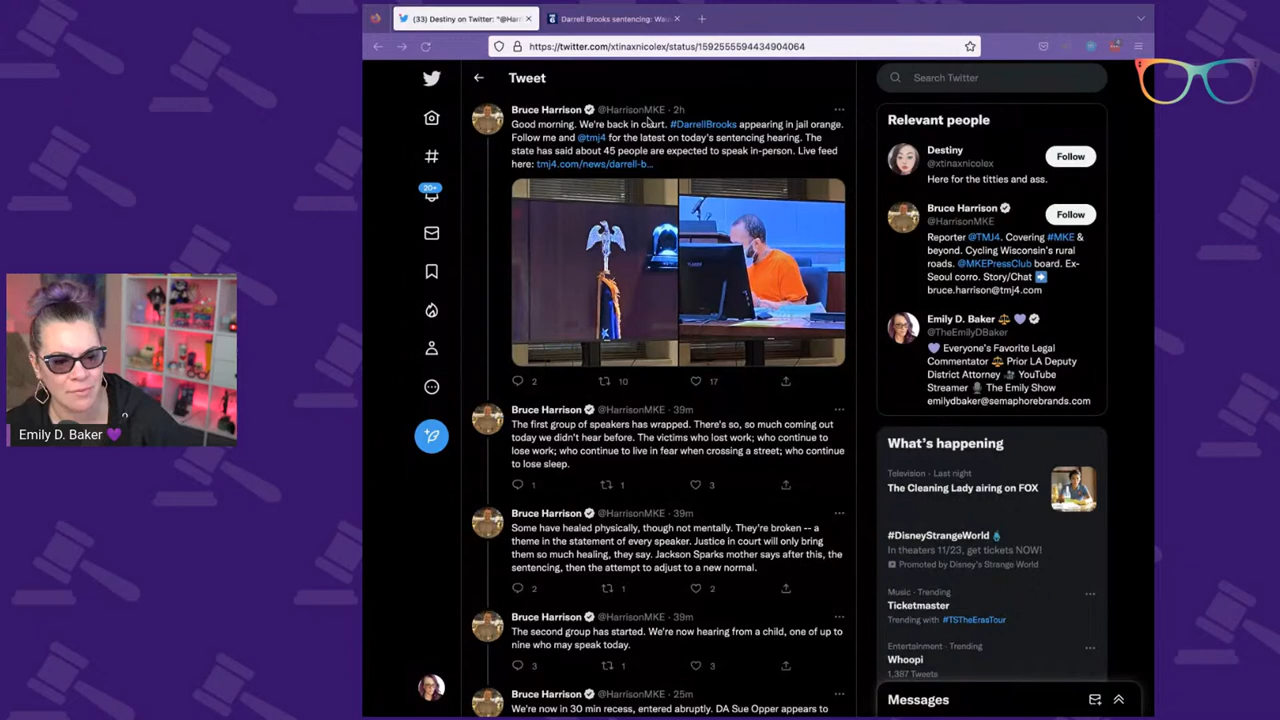 (33) Destiny on Twitter: "@Harr
Darrell Brooks sentencing: Wau
https://twitter.com/xtinaxnicolex/status/1592555594434904064
Tweet
Search Twitter
Bruce Harrison @HarrisonMKE · 2h
Good morning. We're back in court. #DarrellBrooks appearing in jail orange.
Follow me and @tmj4 for the latest on today's sentencing hearing. The
state has said about 45 people are expected to speak in-person. Live feed
here: tmj4.com/news/darrell-b...
2 10 17
Bruce Harrison @HarrisonMKE · 39m
The first group of speakers has wrapped. There's so, so much coming out
today we didn't hear before. The victims who lost work; who continue to
lose work; who continue to live in fear when crossing a street; who continue
to lose sleep.
1 1 3
Bruce Harrison @HarrisonMKE · 39m
Some have healed physically, though not mentally. They're broken -- a
theme in the statement of every speaker. Justice in court will only bring
them so much healing, they say. Jackson Sparks mother says after this, the
sentencing, then the attempt to adjust to a new normal.
2 1 2
Bruce Harrison @HarrisonMKE · 39m
The second group has started. We're now hearing from a child, one of up to
nine who may speak today.
3 1 3
Bruce Harrison @HarrisonMKE · 25m
We're now in 30 min recess, entered abruptly. DA Sue Opper appears to
20+
Relevant people
Destiny
@xtinaxnicolex
Follow
Here for the titties and ass.
Bruce Harrison
@HarrisonMKE
Follow
Reporter @TMJ4. Covering #MKE &
beyond. Cycling Wisconsin's rural
roads. @MKEPressClub board. Ex-
Seoul corro. Story/Chat
bruce.harrison@tmj4.com
Emily D. Baker
@TheEmilyDBaker
Everyone's Favorite Legal
Commentator Prior LA Deputy
District Attorney YouTube
Streamer The Emily Show
emilydbaker@semaphorebrands.com
What's happening
Television · Last night
The Cleaning Lady airing on FOX
#DisneyStrangeWorld
In theaters 11/23, get tickets NOW!
Promoted by Disney's Strange World
Music · Trending
Ticketmaster
Trending with #TSTheErasTour
Entertainment · Trending
Whoopi
1,387 Tweets
Messages
Emily D. Baker